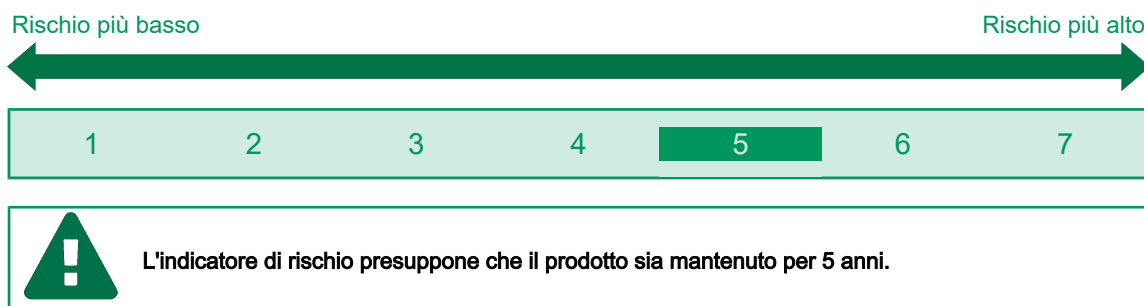 Rischio più basso Rischio più alto
1 2 3 4 5 6 7
L'indicatore di rischio presuppone che il prodotto sia mantenuto per 5 anni.